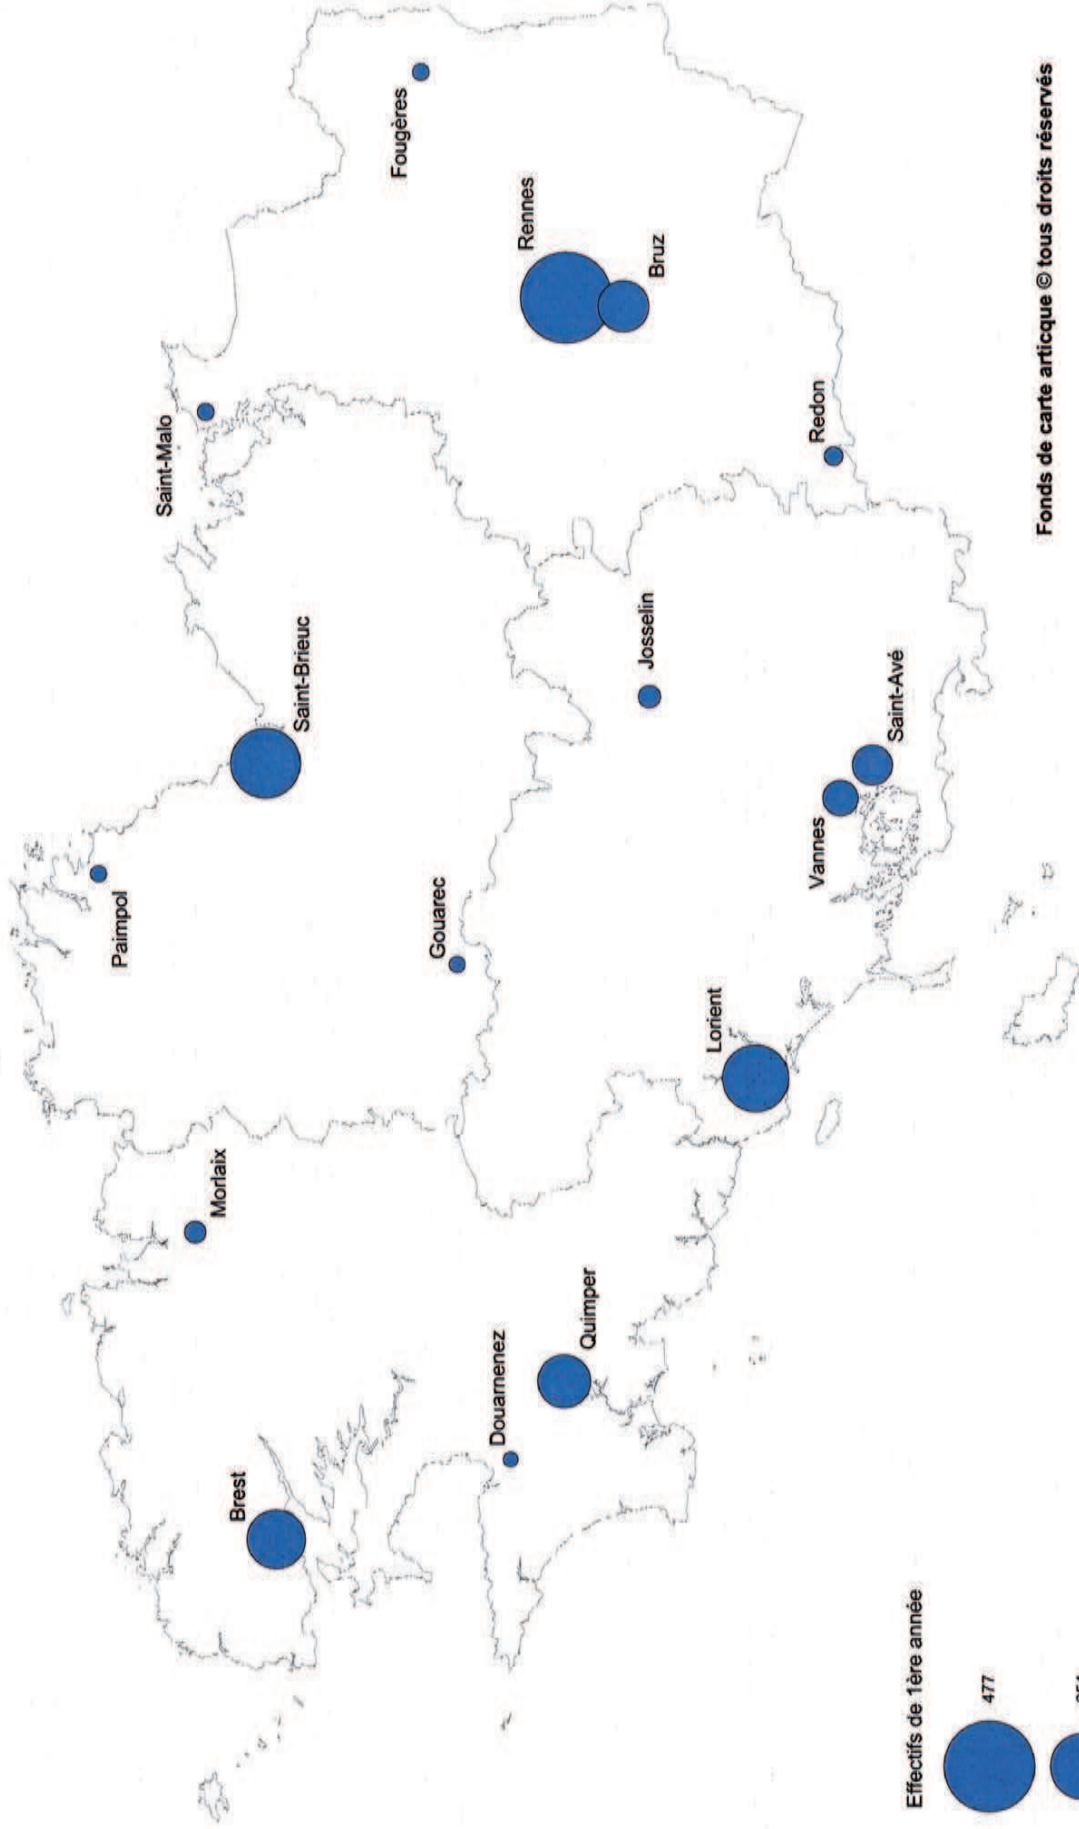 Paimpol
Saint-Malo
Morlaix
Brest
Saint-Brieuc
Fougères
Gouarec
Douarnenez
Rennes
Quimper
Josselin
Bruz
Lorient
Vannes
Redon
Saint-Avé
Effectifs de 1ère année
477
Fonds de carte articque © tous droits réservés